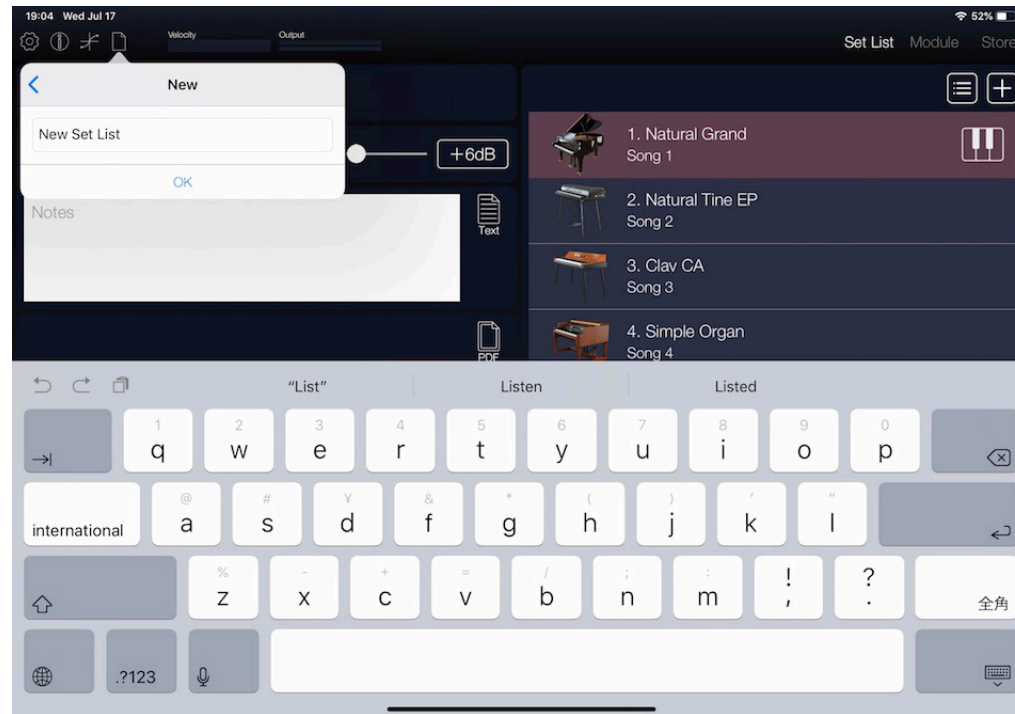 19:04 Wed Jul 17
52%
Velocity
Output
Set List Module Store
New
New Set List
OK
+6dB
Notes
Text
PDF
1. Natural Grand
Song 1
2. Natural Tine EP
Song 2
3. Clav CA
Song 3
4. Simple Organ
Song 4
“List” Listen Listed
1 2 3 4 5 6 7 8 9 0
q w e r t y u i o p
@ # ¥ & * ( ) ' "
international a s d f g h j k l
% - + = / ; : ! ?
z x c v b n m , . 全角
.?123